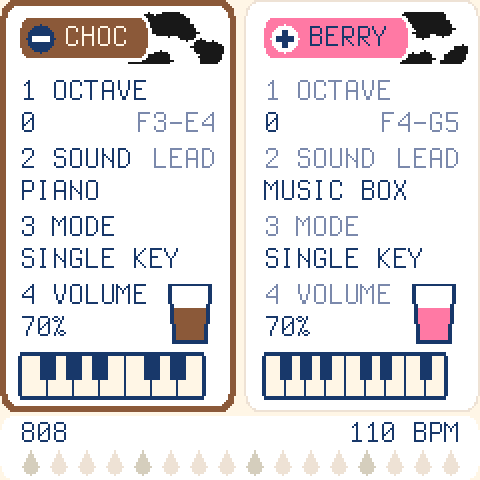 CHOC
1 OCTAVE
0 F3-E4
2 SOUND LEAD
PIANO
3 MODE
SINGLE KEY
4 VOLUME
70%
BERRY
1 OCTAVE
0 F4-G5
2 SOUND LEAD
MUSIC BOX
3 MODE
SINGLE KEY
4 VOLUME
70%
808 110 BPM